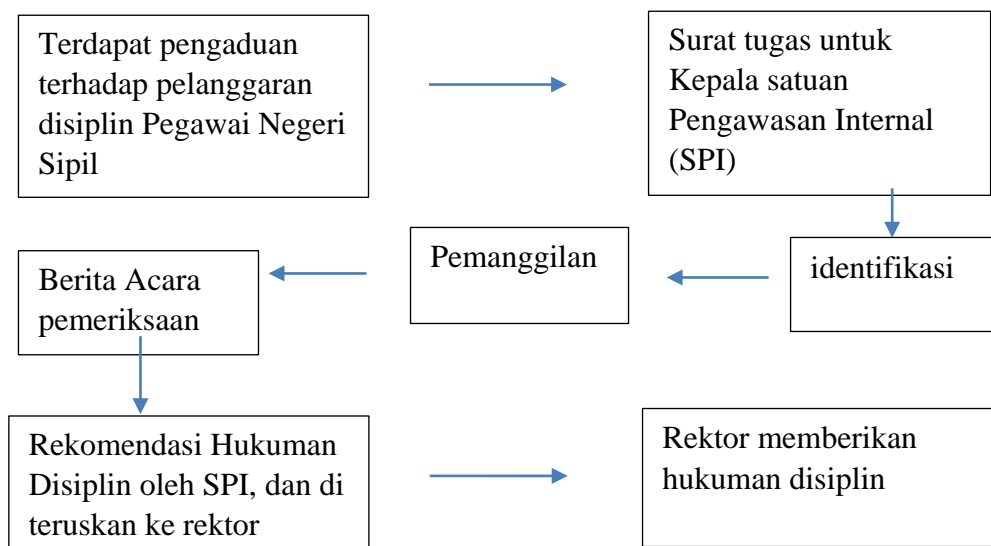 Terdapat pengaduan
terhadap pelanggaran
disiplin Pegawai Negeri
Sipil
Surat tugas untuk
Kepala satuan
Pengawasan Internal
(SPI)
identifikasi
Pemanggilan
Berita Acara
pemeriksaan
Rekomendasi Hukuman
Disiplin oleh SPI, dan di
teruskan ke rektor
Rektor memberikan
hukuman disiplin